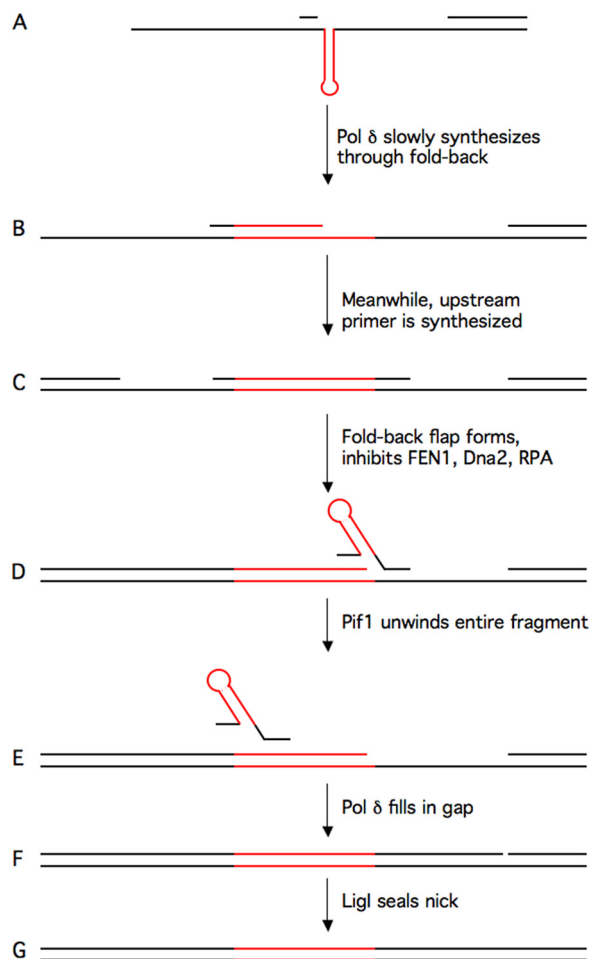 A
Pol δ slowly synthesizes
through fold-back
B
Meanwhile, upstream
primer is synthesized
C
Fold-back flap forms,
inhibits FEN1, Dna2, RPA
D
Pif1 unwinds entire fragment
E
Pol δ fills in gap
F
LigI seals nick
G